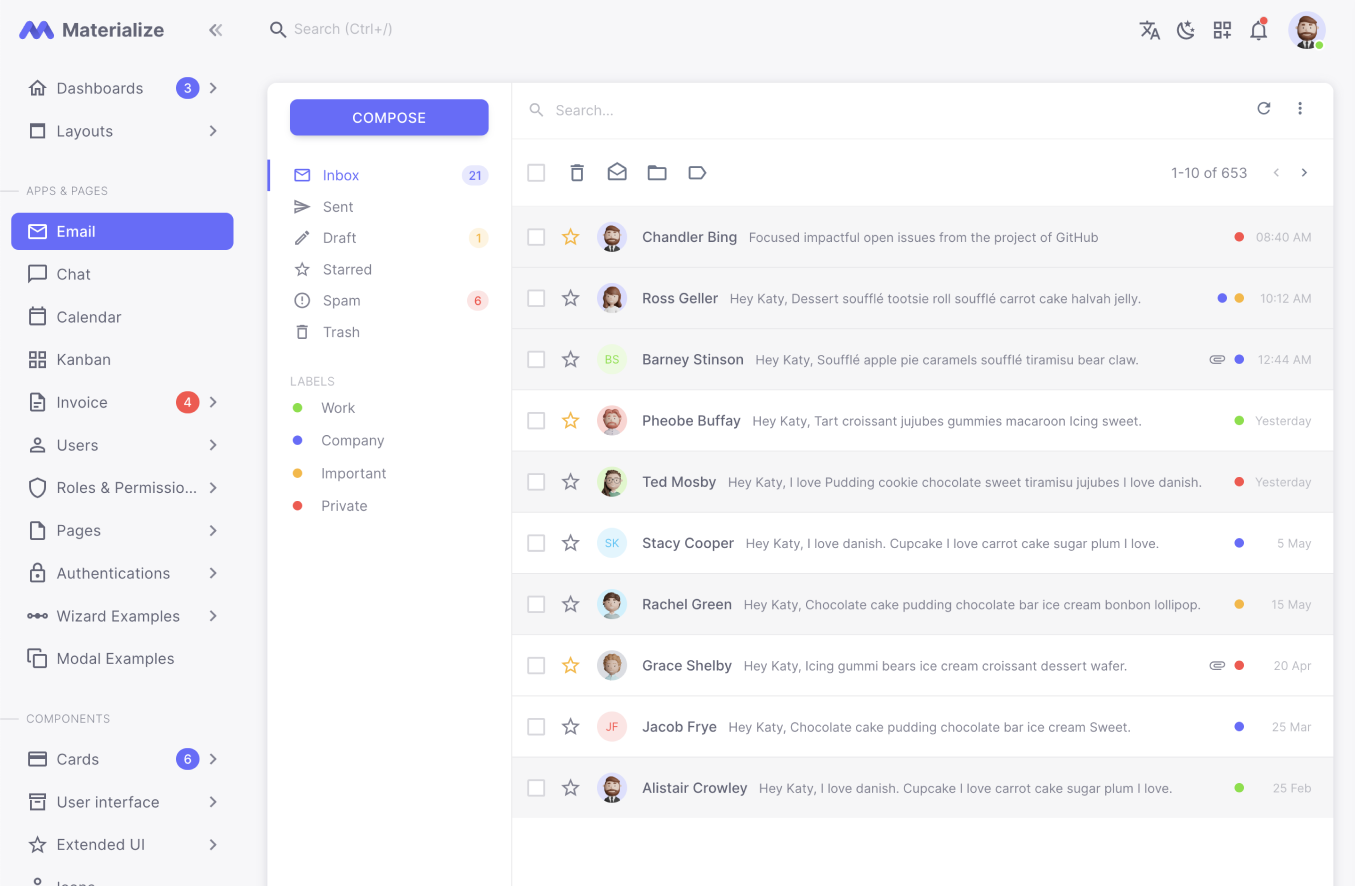 Materialize
Search (Ctrl+/)
Dashboards 3
Layouts
APPS & PAGES
Email
Chat
Calendar
Kanban
Invoice 4
Users
Roles & Permissio...
Pages
Authentications
Wizard Examples
Modal Examples
COMPONENTS
Cards 6
User interface
Extended UI
Icons
COMPOSE
Inbox 21
Sent
Draft 1
Starred
Spam 6
Trash
LABELS
Work
Company
Important
Private
Search...
1-10 of 653
Chandler Bing Focused impactful open issues from the project of GitHub 08:40 AM
Ross Geller Hey Katy, Dessert soufflé tootsie roll soufflé carrot cake halvah jelly. 10:12 AM
BS Barney Stinson Hey Katy, Soufflé apple pie caramels soufflé tiramisu bear claw. 12:44 AM
Pheobe Buffay Hey Katy, Tart croissant jujubes gummies macaroon Icing sweet. Yesterday
Ted Mosby Hey Katy, I love Pudding cookie chocolate sweet tiramisu jujubes I love danish. Yesterday
SK Stacy Cooper Hey Katy, I love danish. Cupcake I love carrot cake sugar plum I love. 5 May
Rachel Green Hey Katy, Chocolate cake pudding chocolate bar ice cream bonbon lollipop. 15 May
Grace Shelby Hey Katy, Icing gummi bears ice cream croissant dessert wafer. 20 Apr
JF Jacob Frye Hey Katy, Chocolate cake pudding chocolate bar ice cream Sweet. 25 Mar
Alistair Crowley Hey Katy, I love danish. Cupcake I love carrot cake sugar plum I love. 25 Feb